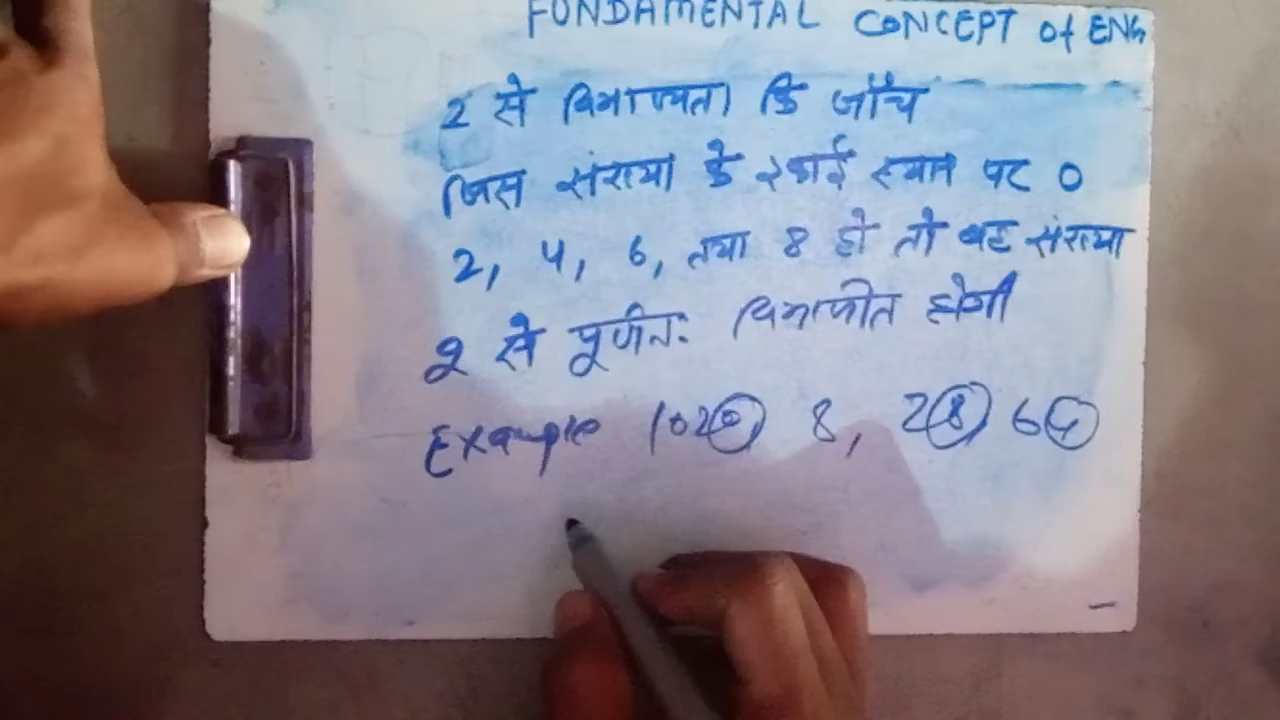 FUNDAMENTAL CONCEPT of ENG
2 से विभाज्यता कि जाँच
जिस संख्या के इकाई स्थान पर 0
2, 4, 6, तथा 8 हो तो वह संख्या
2 से पूर्णत: विभाजीत होगी
Example 1020 8, 28 64